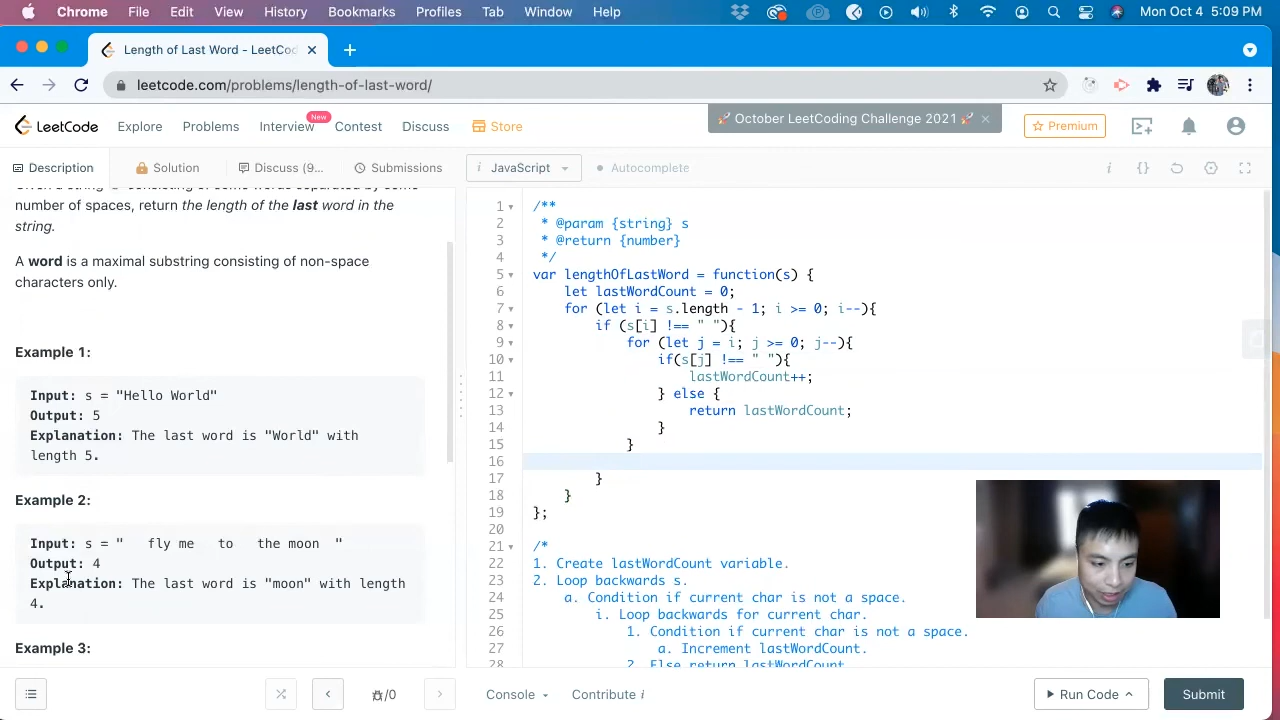 Chrome File Edit View History Bookmarks Profiles Tab Window Help Mon Oct 4 5:09 PM
Length of Last Word - LeetCo
leetcode.com/problems/length-of-last-word/
LeetCode Explore Problems Interview New Contest Discuss Store
🚀 October LeetCoding Challenge 2021 🚀 ×
Premium
Description Solution Discuss (9... Submissions
i JavaScript Autocomplete
number of spaces, return the length of the last word in the
string.
A word is a maximal substring consisting of non-space
characters only.
Example 1:
Input: s = "Hello World"
Output: 5
Explanation: The last word is "World" with
length 5.
Example 2:
Input: s = "   fly me   to   the moon  "
Output: 4
Explanation: The last word is "moon" with length
4.
Example 3:
1 /**
2  * @param {string} s
3  * @return {number}
4  */
5 var lengthOfLastWord = function(s) {
6     let lastWordCount = 0;
7     for (let i = s.length - 1; i >= 0; i--){
8         if (s[i] !== " "){
9             for (let j = i; j >= 0; j--){
10                 if(s[j] !== " "){
11                     lastWordCount++;
12                 } else {
13                     return lastWordCount;
14                 }
15             }
16
17         }
18     }
19 };
20
21 /*
22 1. Create lastWordCount variable.
23 2. Loop backwards s.
24     a. Condition if current char is not a space.
25         i. Loop backwards for current char.
26             1. Condition if current char is not a space.
27                 a. Increment lastWordCount.
28             2. Else return lastWordCount
/0
Console Contribute i
Run Code Submit